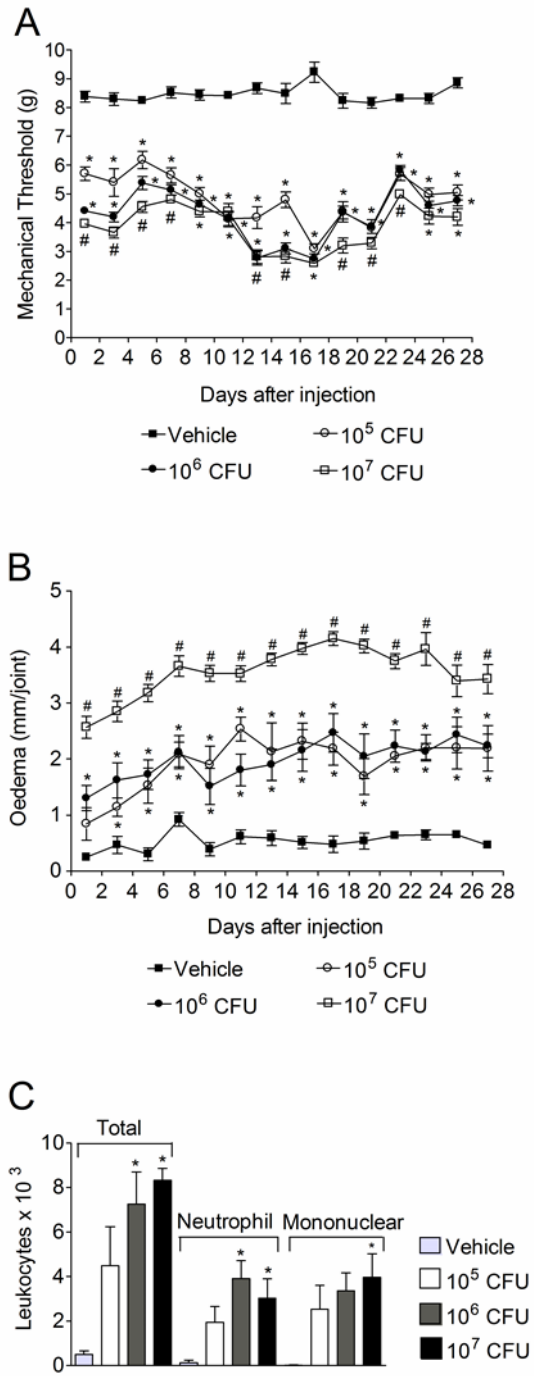 A
Mechanical Threshold (g)
10
9
8
7
6
5
4
3
2
1
0
* * * * * * * * * * * * * *
# # # # * * # # * # # # * *
0 2 4 6 8 10 12 14 16 18 20 22 24 26 28
Days after injection
Vehicle 10⁵ CFU
10⁶ CFU 10⁷ CFU
B
Oedema (mm/joint)
5
4
3
2
1
0
# # # # # # # # # # # # # #
* * * * * * * * * * * * * *
* * * * * * * * * * * * *
0 2 4 6 8 10 12 14 16 18 20 22 24 26 28
Days after injection
Vehicle 10⁵ CFU
10⁶ CFU 10⁷ CFU
C
Leukocytes x 10³
10
8
6
4
2
0
Total
* *
Neutrophil
* *
Mononuclear
*
Vehicle
10⁵ CFU
10⁶ CFU
10⁷ CFU